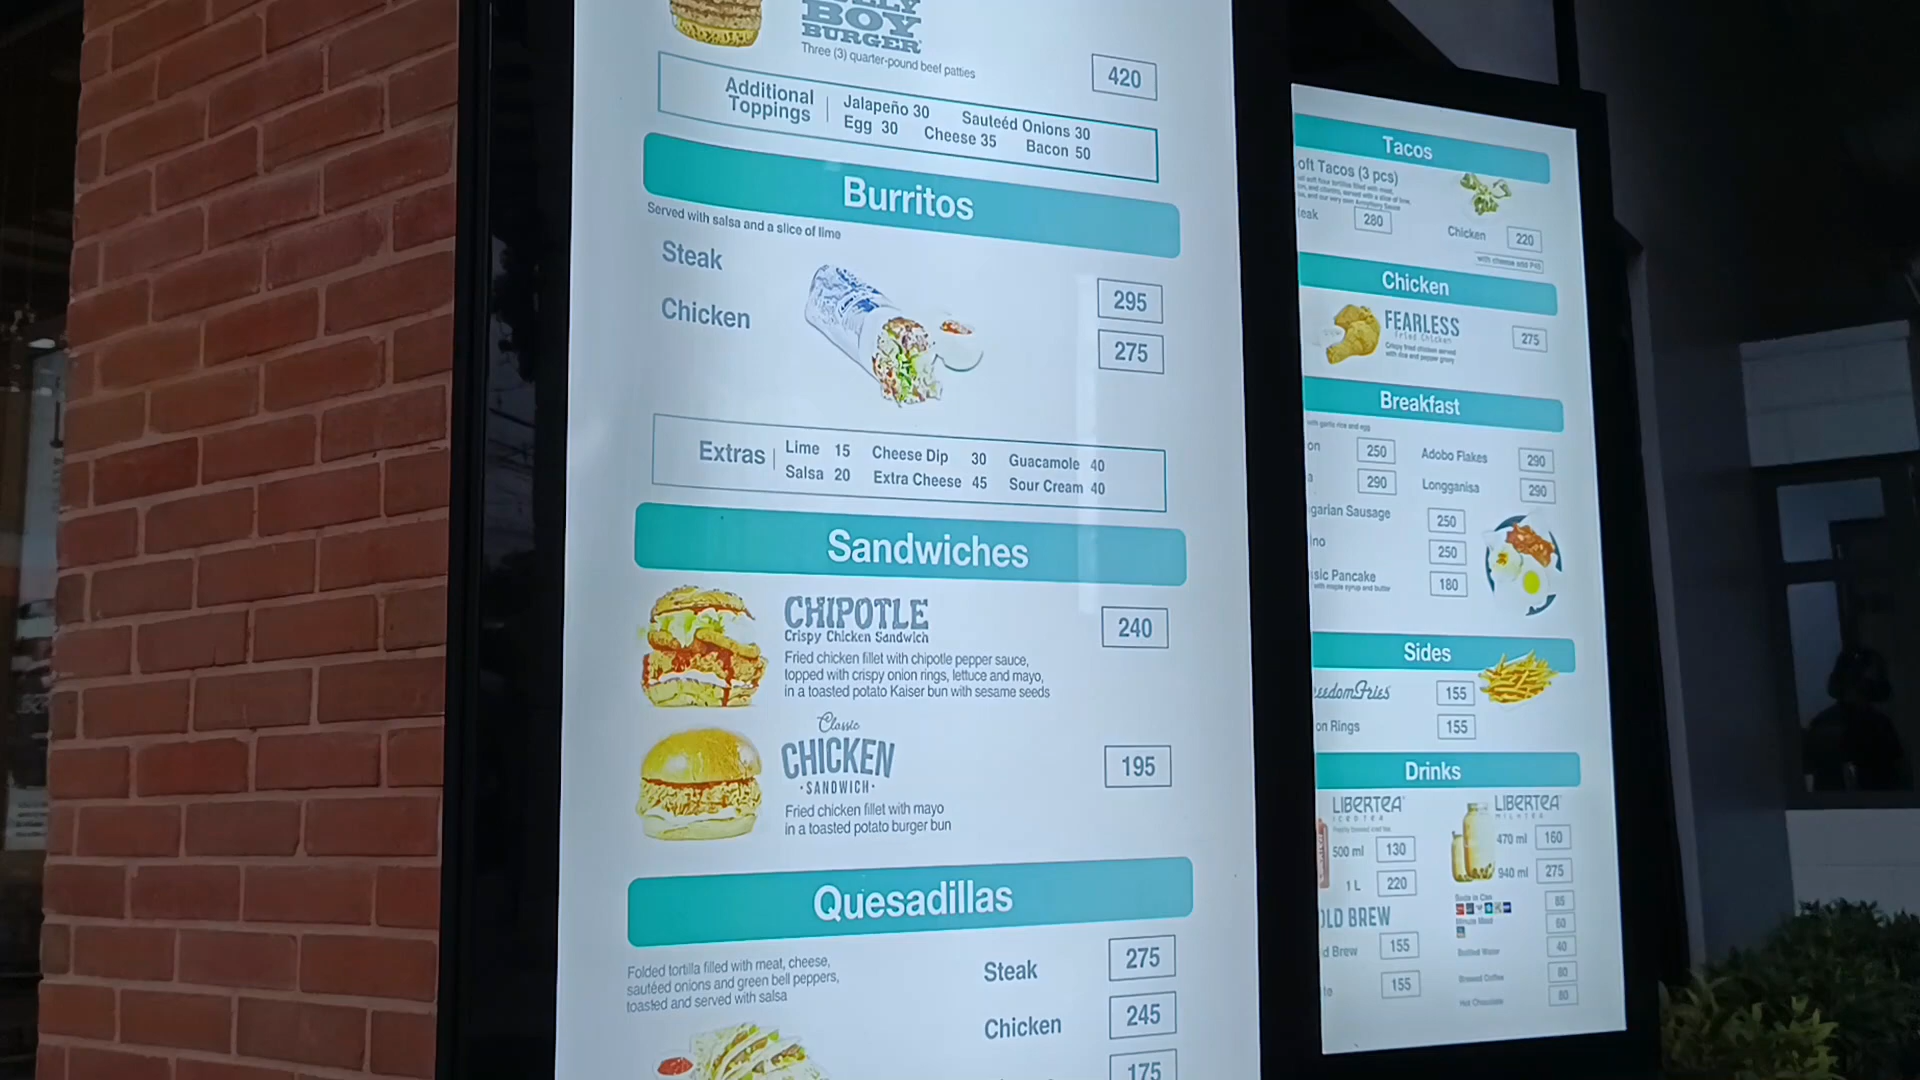 BOY
BURGER
Three (3) quarter-pound beef patties
420
Additional
Toppings
Jalapeño 30 Sauteéd Onions 30
Egg 30 Cheese 35 Bacon 50
Burritos
Served with salsa and a slice of lime
Steak 295
Chicken 275
Extras
Lime 15 Cheese Dip 30 Guacamole 40
Salsa 20 Extra Cheese 45 Sour Cream 40
Sandwiches
CHIPOTLE
Crispy Chicken Sandwich
240
Fried chicken fillet with chipotle pepper sauce,
topped with crispy onion rings, lettuce and mayo,
in a toasted potato Kaiser bun with sesame seeds
Classic
CHICKEN
·SANDWICH·
195
Fried chicken fillet with mayo
in a toasted potato burger bun
Quesadillas
Folded tortilla filled with meat, cheese,
sautéed onions and green bell peppers,
toasted and served with salsa
Steak 275
Chicken 245
175
Tacos
oft Tacos (3 pcs)
eak 280
Chicken 220
with cheese add
Chicken
FEARLESS
Fried Chicken
275
Crispy fried chicken served
with rice and pepper gravy
Breakfast
with garlic rice and egg
on 250 Adobo Flakes 290
a 290 Longganisa 290
garian Sausage 250
ino 250
sic Pancake 180
with maple syrup and butter
Sides
eedomFries 155
on Rings 155
Drinks
LIBERTEA
ICED TEA
500 ml 130
1 L 220
LIBERTEA
MILKTEA
470 ml 160
940 ml 275
OLD BREW
d Brew 155
te 155
Soda in Can 85
Minute Maid 60
Bottled Water 40
Brewed Coffee 80
Hot Chocolate 80